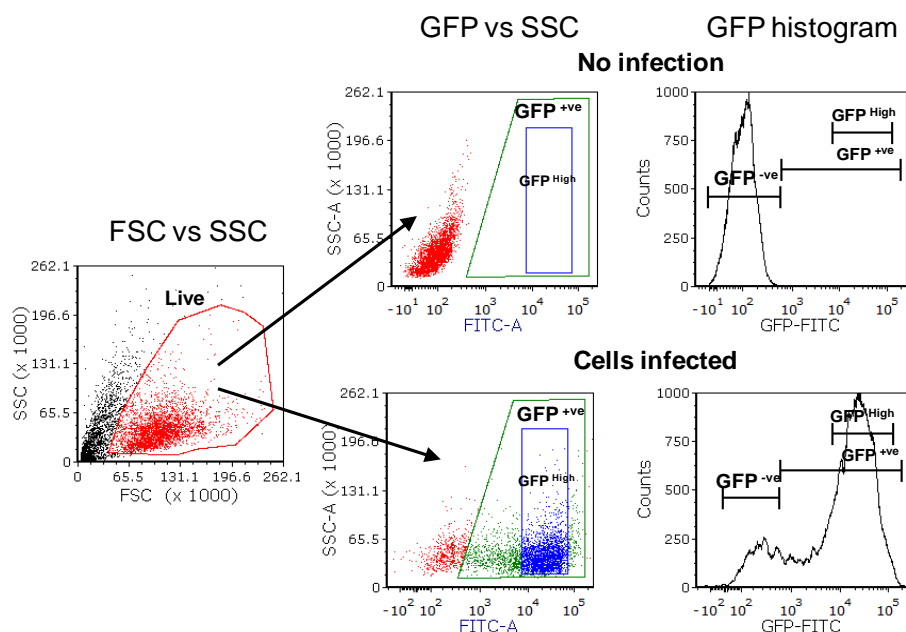 GFP vs SSC
GFP histogram
No infection
FSC vs SSC
SSC (x 1000)
262.1
196.6
131.1
65.5
0
Live
0 65.5 131.1 196.6 262.1
FSC (x 1000)
SSC-A (x 1000)
262.1
196.6
131.1
65.5
0
GFP +ve
GFP High
-10¹ 10² 10³ 10⁴ 10⁵
FITC-A
Counts
1000
750
500
250
0
GFP High
GFP +ve
GFP -ve
-10¹ 10² 10³ 10⁴ 10⁵
GFP-FITC
Cells infected
SSC-A (x 1000)
262.1
196.6
131.1
65.5
0
GFP +ve
GFP High
-10² 10² 10³ 10⁴ 10⁵
FITC-A
Counts
1000
750
500
250
0
GFP High
GFP +ve
GFP -ve
-10² 10² 10³ 10⁴ 10⁵
GFP-FITC